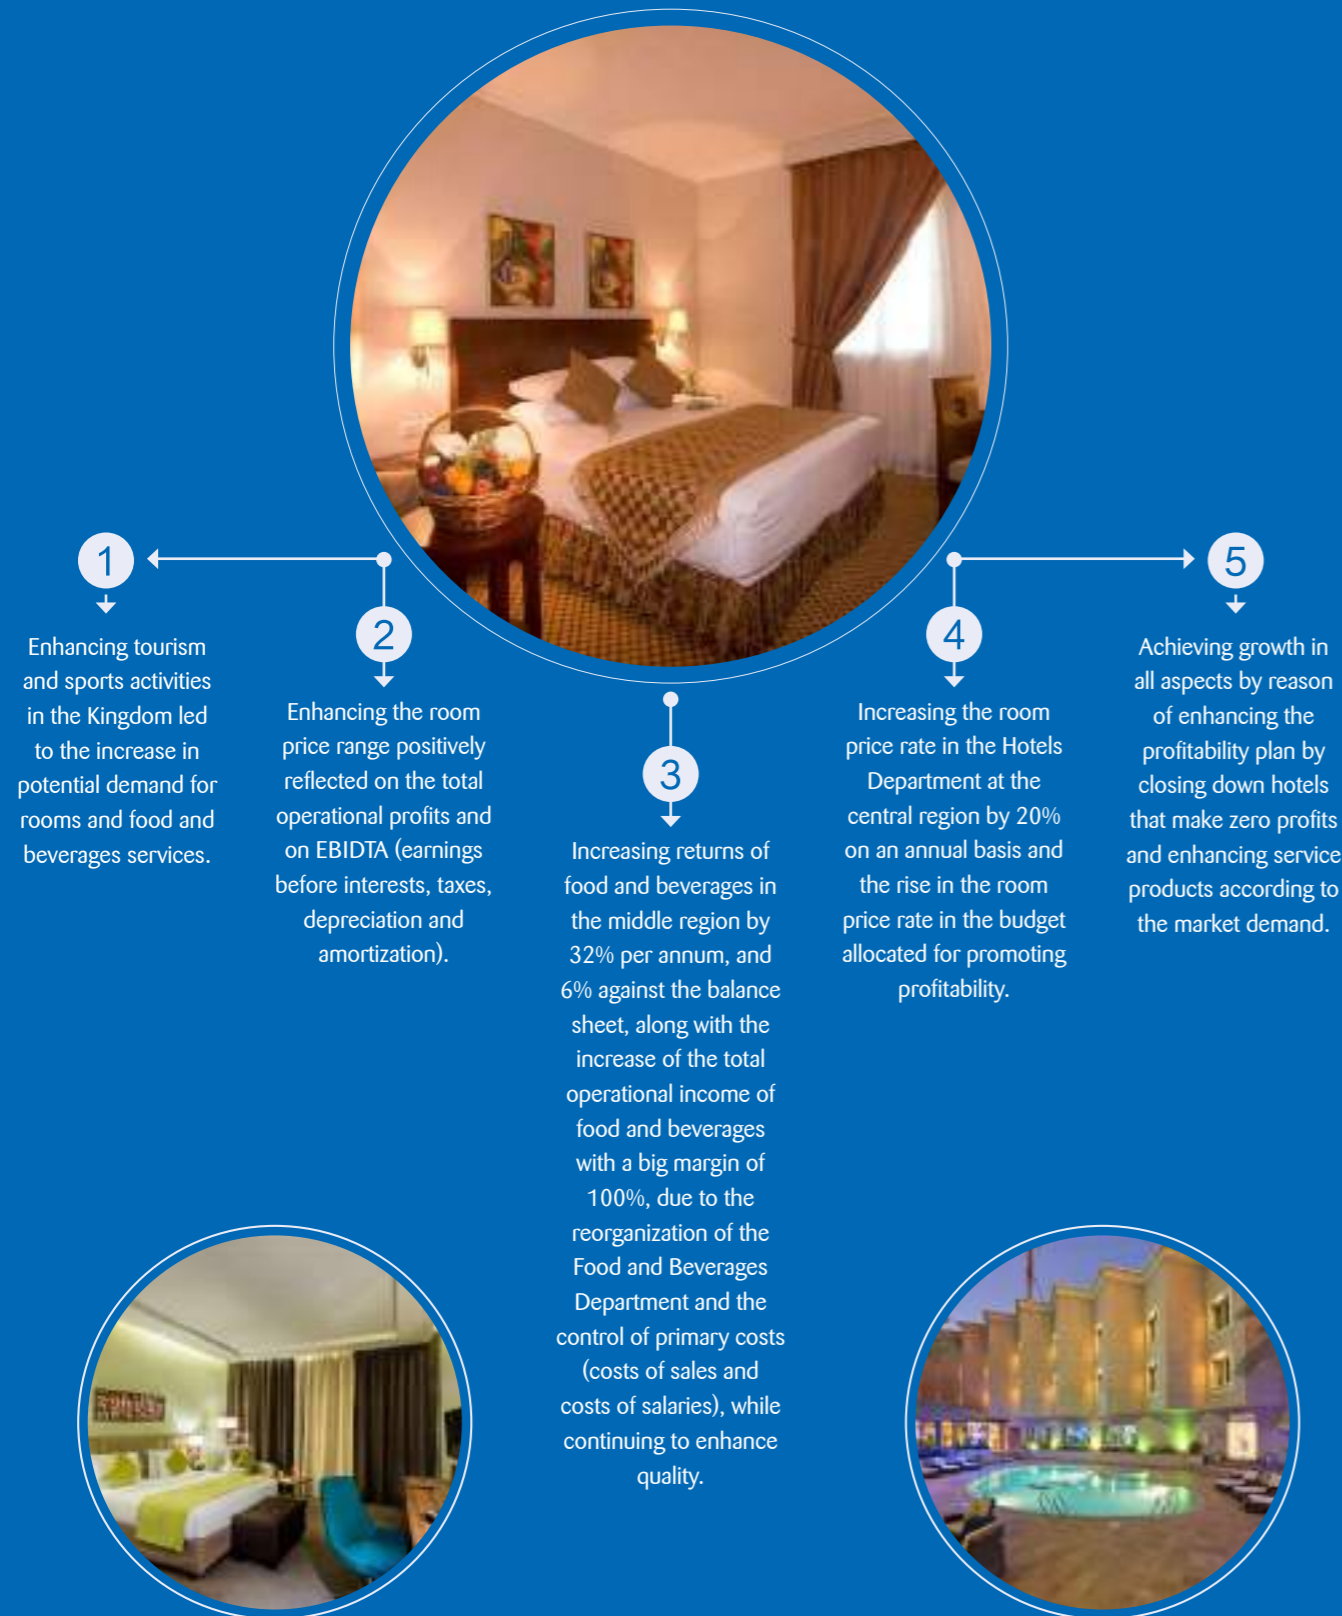 1
Enhancing tourism
and sports activities
in the Kingdom led
to the increase in
potential demand for
rooms and food and
beverages services.
2
Enhancing the room
price range positively
reflected on the total
operational profits and
on EBIDTA (earnings
before interests, taxes,
depreciation and
amortization).
3
Increasing returns of
food and beverages in
the middle region by
32% per annum, and
6% against the balance
sheet, along with the
increase of the total
operational income of
food and beverages
with a big margin of
100%, due to the
reorganization of the
Food and Beverages
Department and the
control of primary costs
(costs of sales and
costs of salaries), while
continuing to enhance
quality.
4
Increasing the room
price rate in the Hotels
Department at the
central region by 20%
on an annual basis and
the rise in the room
price rate in the budget
allocated for promoting
profitability.
5
Achieving growth in
all aspects by reason
of enhancing the
profitability plan by
closing down hotels
that make zero profits
and enhancing service
products according to
the market demand.